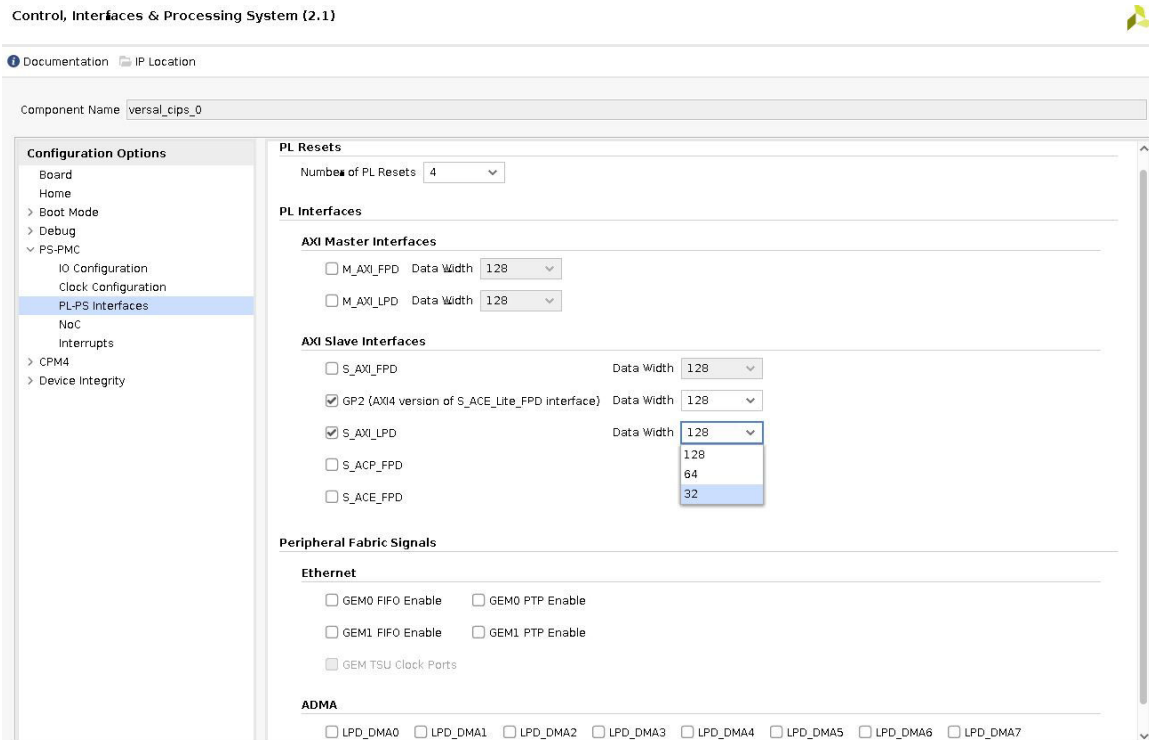 Control, Interfaces & Processing System (2.1)
Documentation IP Location
Component Name versal_cips_0
Configuration Options
Board
Home
Boot Mode
Debug
PS-PMC
IO Configuration
Clock Configuration
PL-PS Interfaces
NoC
Interrupts
CPM4
Device Integrity
PL Resets
Number of PL Resets 4
PL Interfaces
AXI Master Interfaces
M_AXI_FPD Data Width 128
M_AXI_LPD Data Width 128
AXI Slave Interfaces
S_AXI_FPD Data Width 128
GP2 (AXI4 version of S_ACE_Lite_FPD interface) Data Width 128
S_AXI_LPD Data Width 128
128
64
32
S_ACP_FPD
S_ACE_FPD
Peripheral Fabric Signals
Ethernet
GEM0 FIFO Enable GEM0 PTP Enable
GEM1 FIFO Enable GEM1 PTP Enable
GEM TSU Clock Ports
ADMA
LPD_DMA0 LPD_DMA1 LPD_DMA2 LPD_DMA3 LPD_DMA4 LPD_DMA5 LPD_DMA6 LPD_DMA7